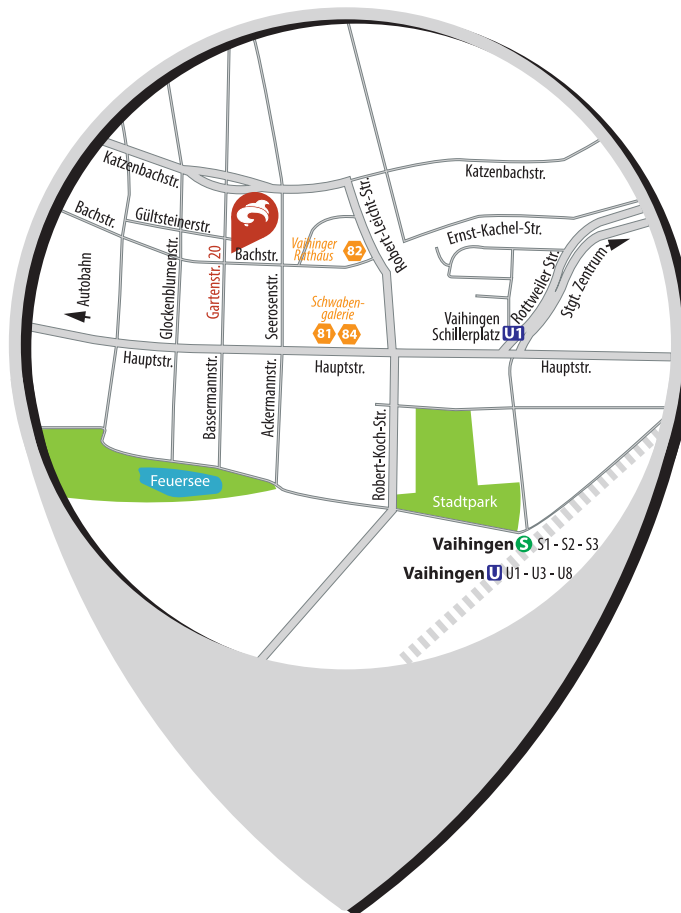 Katzenbachstr.
Katzenbachstr.
Bachstr.
Gültsteinerstr.
Robert-Leicht-Str.
Ernst-Kachel-Str.
Autobahn
Glockenblumenstr.
Gartenstr. 20
Bachstr.
Seerosenstr.
Vaihinger
Rathaus
82
Rottweiler Str.
Stgt. Zentrum
Schwaben-
galerie
81 84
Vaihingen
Schillerplatz U1
Hauptstr.
Hauptstr.
Hauptstr.
Bassermannstr.
Ackermannstr.
Robert-Koch-Str.
Feuersee
Stadtpark
Vaihingen S S1 - S2 - S3
Vaihingen U U1 - U3 - U8